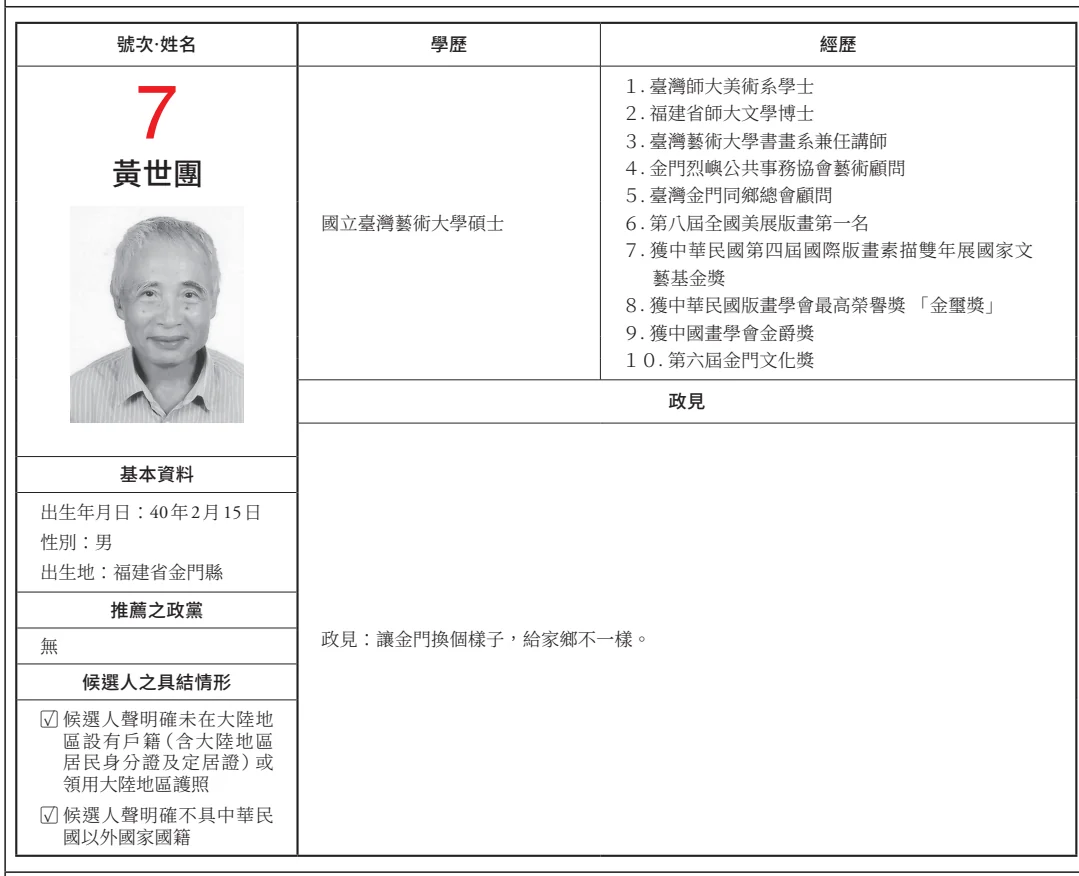 號次·姓名
學歷
經歷
7
黃世團
國立臺灣藝術大學碩士
１.臺灣師大美術系學士
２.福建省師大文學博士
３.臺灣藝術大學書畫系兼任講師
４.金門烈嶼公共事務協會藝術顧問
５.臺灣金門同鄉總會顧問
６.第八屆全國美展版畫第一名
７.獲中華民國第四屆國際版畫素描雙年展國家文
藝基金獎
８.獲中華民國版畫學會最高榮譽獎 「金璽獎」
９.獲中國畫學會金爵獎
１０.第六屆金門文化獎
政見
基本資料
出生年月日：40年2月15日
性別：男
出生地：福建省金門縣
推薦之政黨
無
政見：讓金門換個樣子，給家鄉不一樣。
候選人之具結情形
☑候選人聲明確未在大陸地
區設有戶籍（含大陸地區
居民身分證及定居證）或
領用大陸地區護照
☑候選人聲明確不具中華民
國以外國家國籍